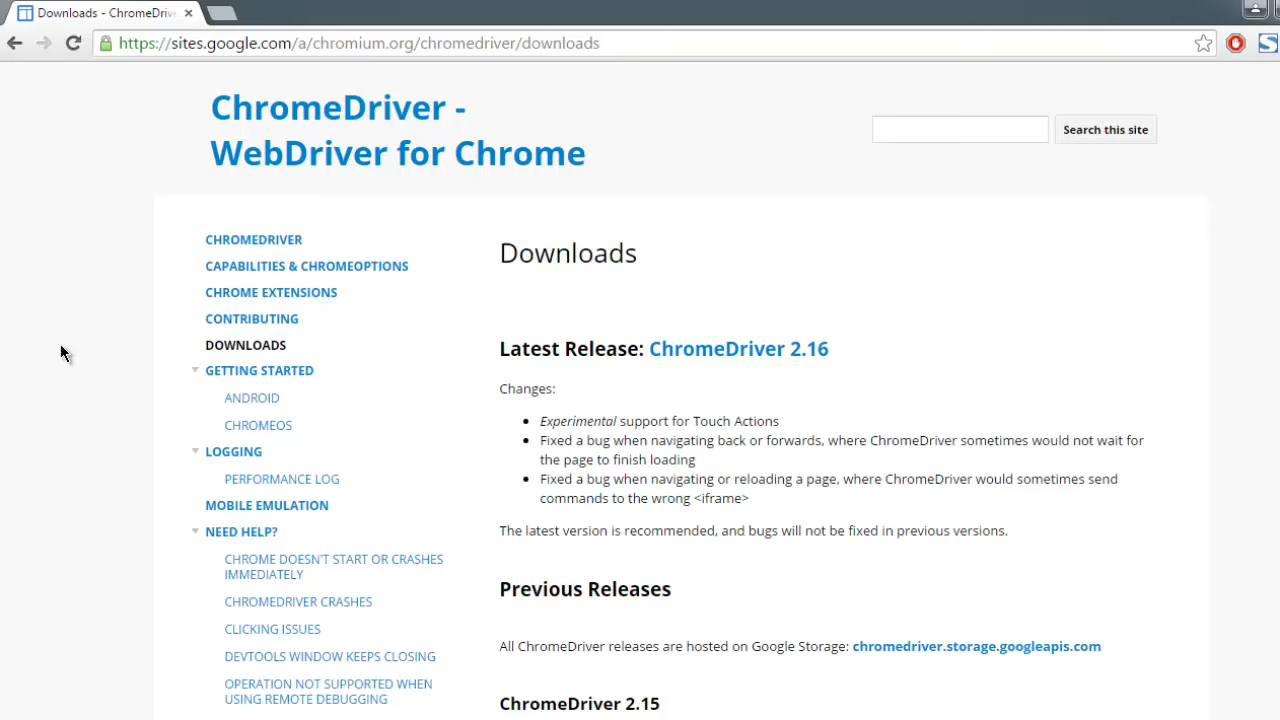 Downloads - ChromeDriv
https://sites.google.com/a/chromium.org/chromedriver/downloads
ChromeDriver -
WebDriver for Chrome
Search this site
CHROMEDRIVER
CAPABILITIES & CHROMEOPTIONS
CHROME EXTENSIONS
CONTRIBUTING
DOWNLOADS
GETTING STARTED
ANDROID
CHROMEOS
LOGGING
PERFORMANCE LOG
MOBILE EMULATION
NEED HELP?
CHROME DOESN'T START OR CRASHES
IMMEDIATELY
CHROMEDRIVER CRASHES
CLICKING ISSUES
DEVTOOLS WINDOW KEEPS CLOSING
OPERATION NOT SUPPORTED WHEN
USING REMOTE DEBUGGING
Downloads
Latest Release: ChromeDriver 2.16
Changes:
Experimental support for Touch Actions
Fixed a bug when navigating back or forwards, where ChromeDriver sometimes would not wait for
the page to finish loading
Fixed a bug when navigating or reloading a page, where ChromeDriver would sometimes send
commands to the wrong <iframe>
The latest version is recommended, and bugs will not be fixed in previous versions.
Previous Releases
All ChromeDriver releases are hosted on Google Storage: chromedriver.storage.googleapis.com
ChromeDriver 2.15